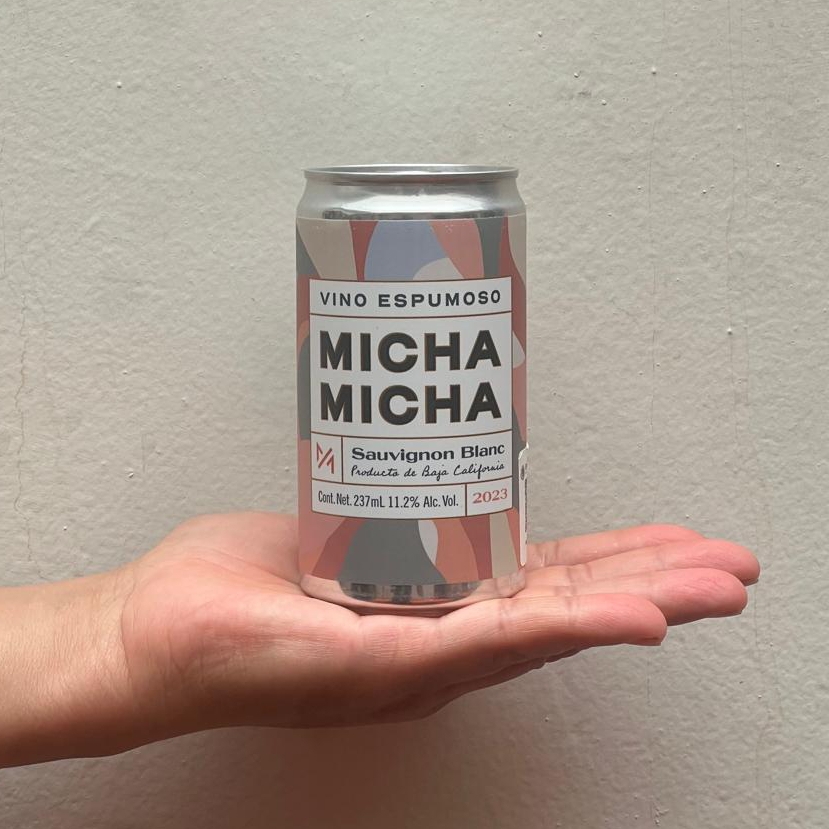 VINO ESPUMOSO
MICHA
MICHA
Sauvignon Blanc
Producto de Baja California
Cont. Net. 237mL 11.2% Alc. Vol.
2023